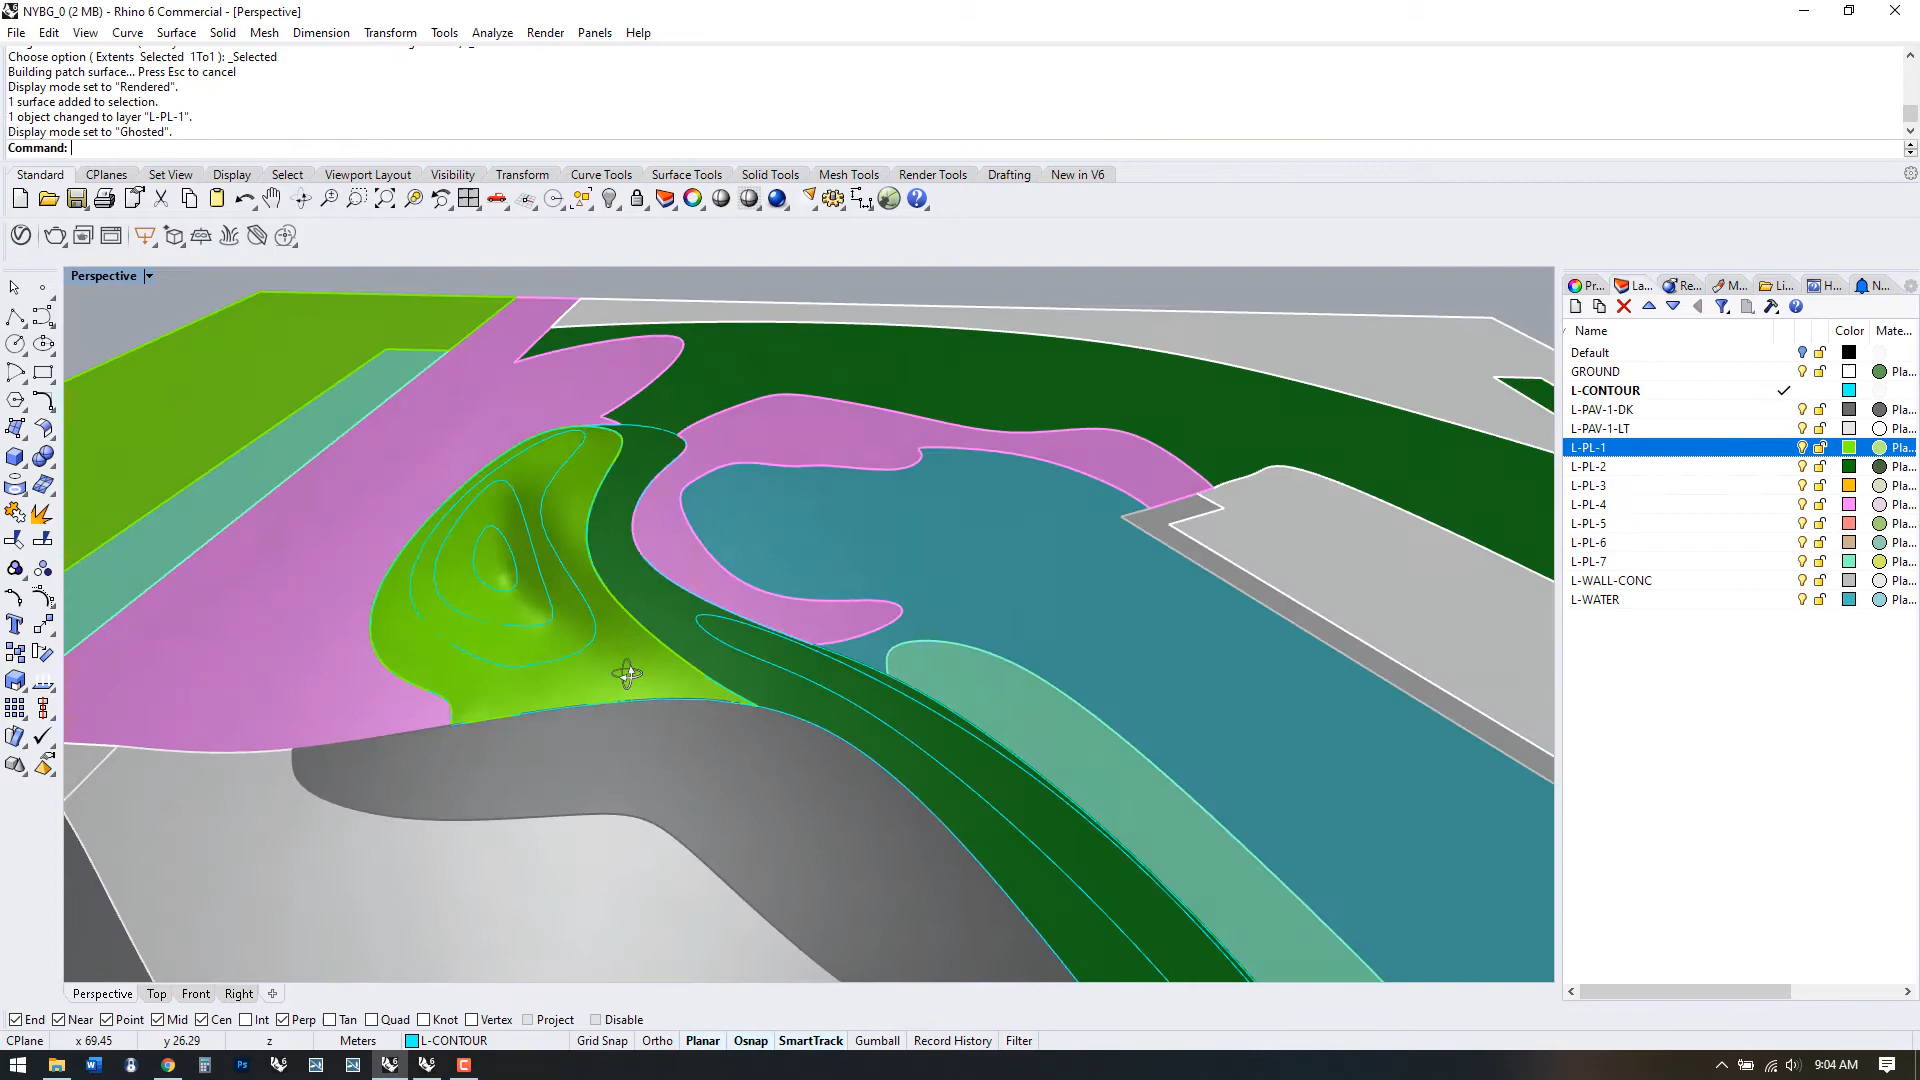 NYBG_0 (2 MB) - Rhino 6 Commercial - [Perspective]
File Edit View Curve Surface Solid Mesh Dimension Transform Tools Analyze Render Panels Help
Choose option ( Extents Selected 1To1 ): _Selected
Building patch surface... Press Esc to cancel
Display mode set to "Rendered".
1 surface added to selection.
1 object changed to layer "L-PL-1".
Display mode set to "Ghosted".
Command:
Standard CPlanes Set View Display Select Viewport Layout Visibility Transform Curve Tools Surface Tools Solid Tools Mesh Tools Render Tools Drafting New in V6
Perspective
Pr... La... Re... M... Li... H... N...
Name Color Mate...
Default
GROUND Pla...
L-CONTOUR
L-PAV-1-DK Pla...
L-PAV-1-LT Pla...
L-PL-1 Pla...
L-PL-2 Pla...
L-PL-3 Pla...
L-PL-4 Pla...
L-PL-5 Pla...
L-PL-6 Pla...
L-PL-7 Pla...
L-WALL-CONC Pla...
L-WATER Pla...
Perspective Top Front Right
End Near Point Mid Cen Int Perp Tan Quad Knot Vertex Project Disable
CPlane x 69.45 y 26.29 z Meters L-CONTOUR Grid Snap Ortho Planar Osnap SmartTrack Gumball Record History Filter
9:04 AM